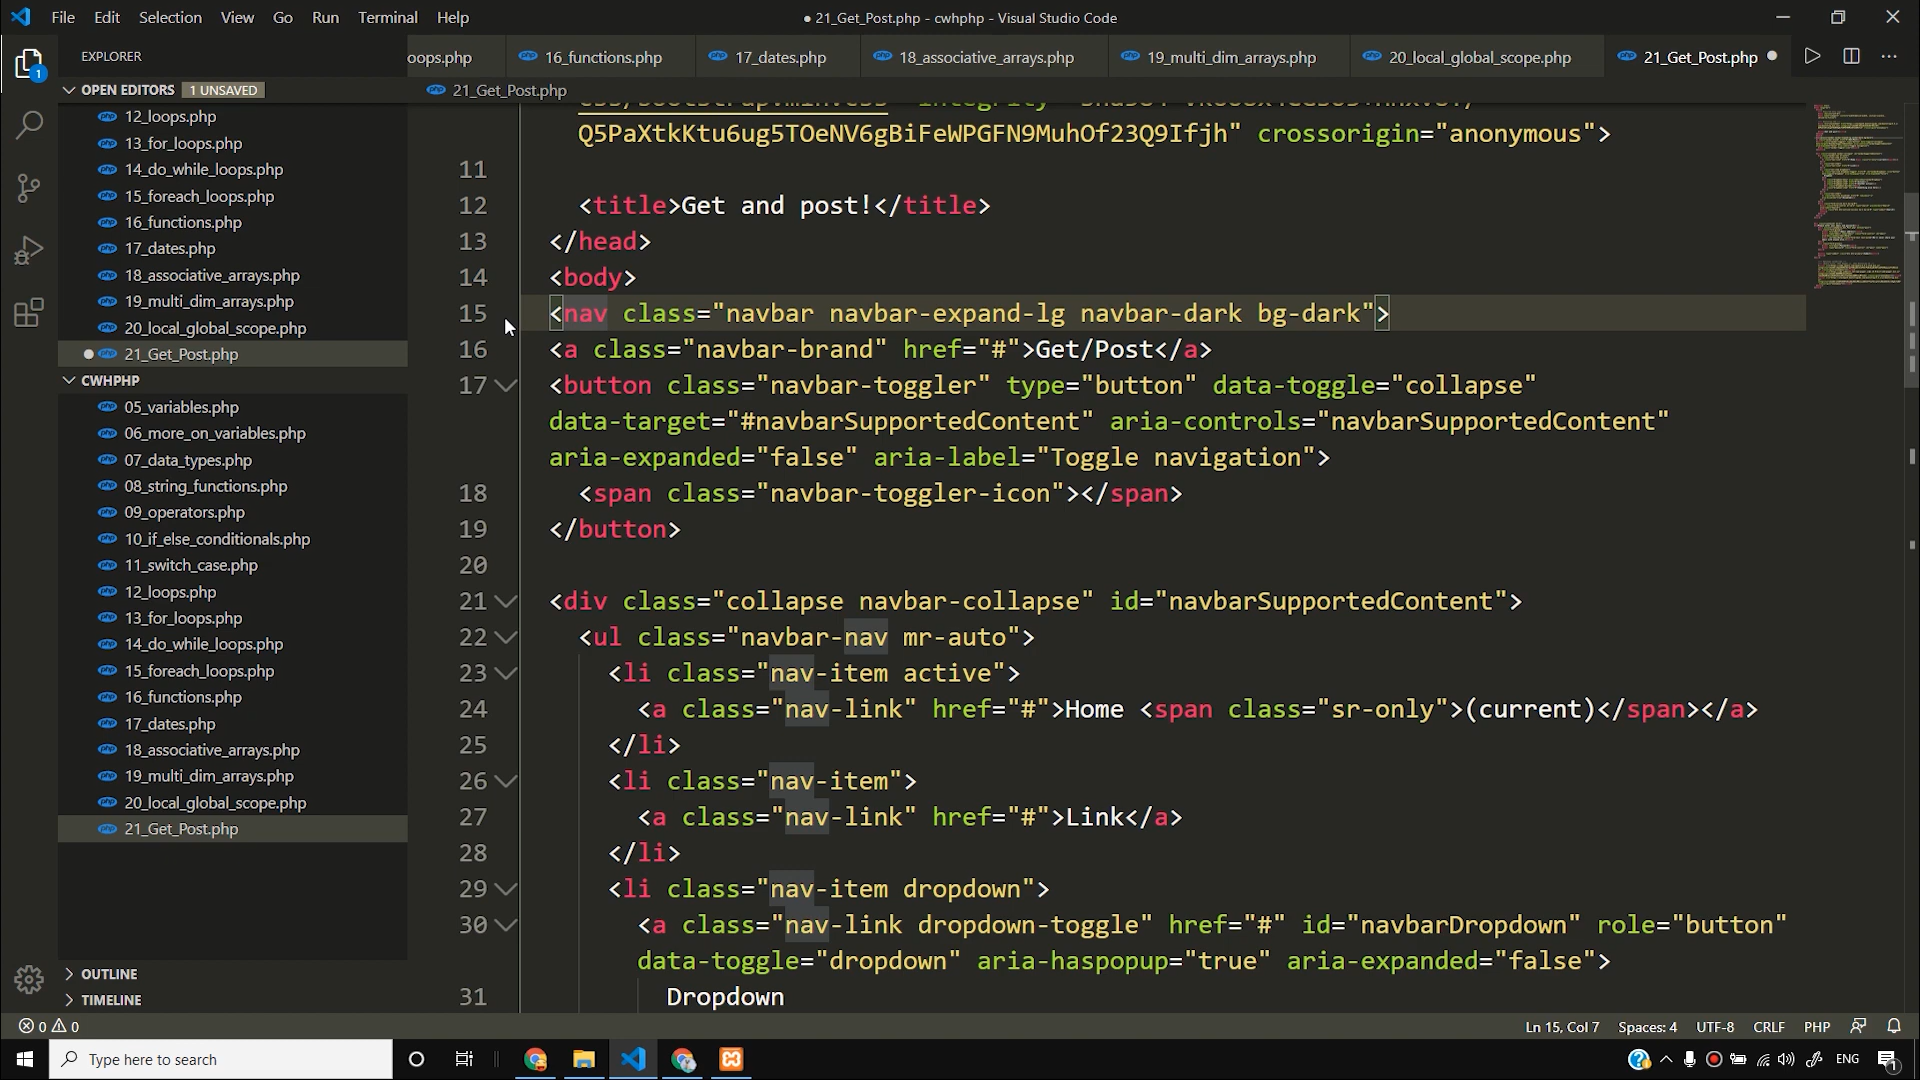 File Edit Selection View Go Run Terminal Help
● 21_Get_Post.php - cwhphp - Visual Studio Code
EXPLORER
oops.php 16_functions.php 17_dates.php 18_associative_arrays.php 19_multi_dim_arrays.php 20_local_global_scope.php 21_Get_Post.php
OPEN EDITORS 1 UNSAVED
12_loops.php
13_for_loops.php
14_do_while_loops.php
15_foreach_loops.php
16_functions.php
17_dates.php
18_associative_arrays.php
19_multi_dim_arrays.php
20_local_global_scope.php
21_Get_Post.php
CWHPHP
05_variables.php
06_more_on_variables.php
07_data_types.php
08_string_functions.php
09_operators.php
10_if_else_conditionals.php
11_switch_case.php
12_loops.php
13_for_loops.php
14_do_while_loops.php
15_foreach_loops.php
16_functions.php
17_dates.php
18_associative_arrays.php
19_multi_dim_arrays.php
20_local_global_scope.php
21_Get_Post.php
OUTLINE
TIMELINE
1
21_Get_Post.php
Q5PaXtkKtu6ug5TOeNV6gBiFeWPGFN9MuhOf23Q9Ifjh" crossorigin="anonymous">
11
12 <title>Get and post!</title>
13 </head>
14 <body>
15 <nav class="navbar navbar-expand-lg navbar-dark bg-dark">
16 <a class="navbar-brand" href="#">Get/Post</a>
17 <button class="navbar-toggler" type="button" data-toggle="collapse"
data-target="#navbarSupportedContent" aria-controls="navbarSupportedContent"
aria-expanded="false" aria-label="Toggle navigation">
18 <span class="navbar-toggler-icon"></span>
19 </button>
20
21 <div class="collapse navbar-collapse" id="navbarSupportedContent">
22 <ul class="navbar-nav mr-auto">
23 <li class="nav-item active">
24 <a class="nav-link" href="#">Home <span class="sr-only">(current)</span></a>
25 </li>
26 <li class="nav-item">
27 <a class="nav-link" href="#">Link</a>
28 </li>
29 <li class="nav-item dropdown">
30 <a class="nav-link dropdown-toggle" href="#" id="navbarDropdown" role="button"
data-toggle="dropdown" aria-haspopup="true" aria-expanded="false">
31 Dropdown
0 0 Ln 15, Col 7 Spaces: 4 UTF-8 CRLF PHP
Type here to search
ENG
1